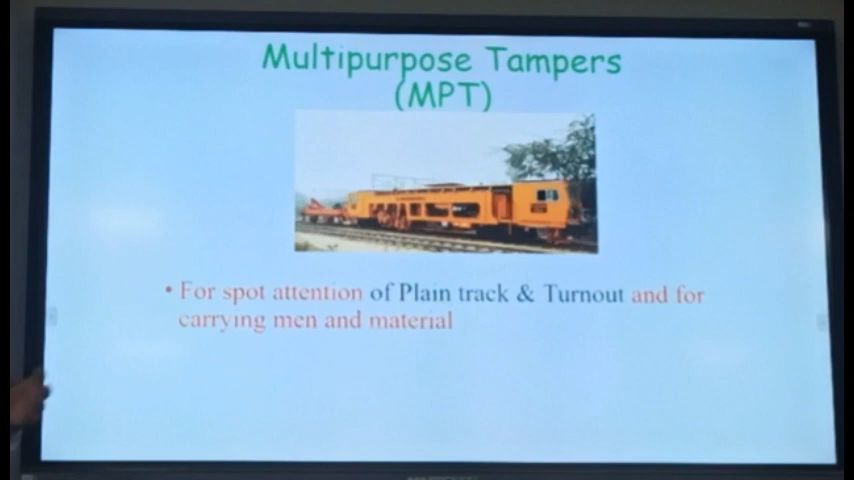 Multipurpose Tampers
(MPT)
• For spot attention of Plain track & Turnout and for
carrying men and material